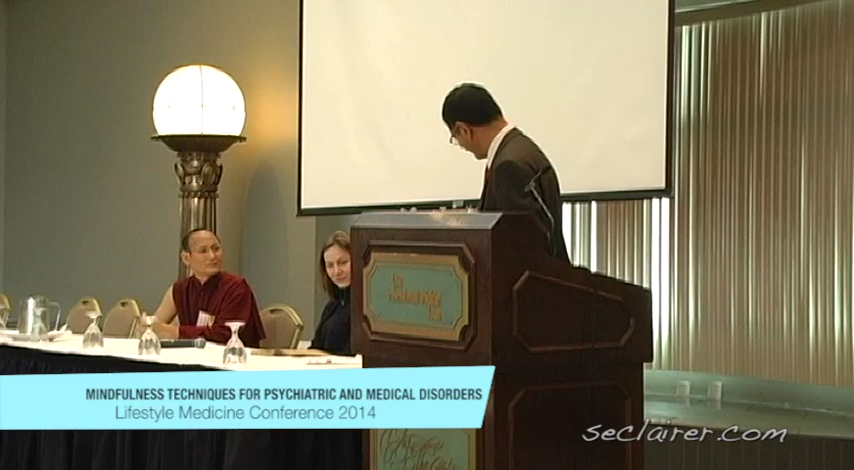 MINDFULNESS TECHNIQUES FOR PSYCHIATRIC AND MEDICAL DISORDERS
Lifestyle Medicine Conference 2014
seclairer.com